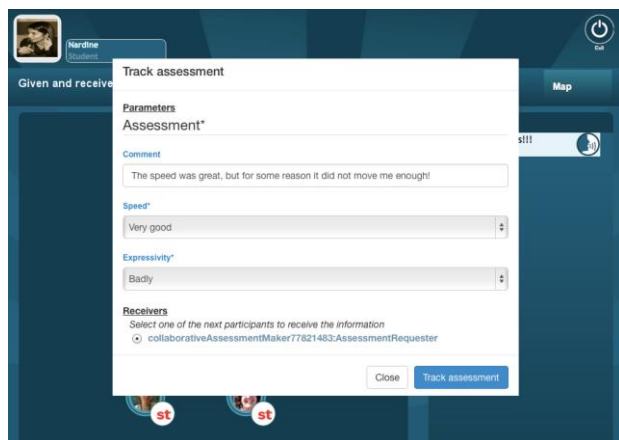 Nardine
Student
Exit
Given and receive
Map
s!!!
Track assessment
Parameters
Assessment*
Comment
The speed was great, but for some reason it did not move me enough!
Speed*
Very good
Expressivity*
Badly
Receivers
Select one of the next participants to receive the information
collaborativeAssessmentMaker77821483:AssessmentRequester
Close
Track assessment
st
st